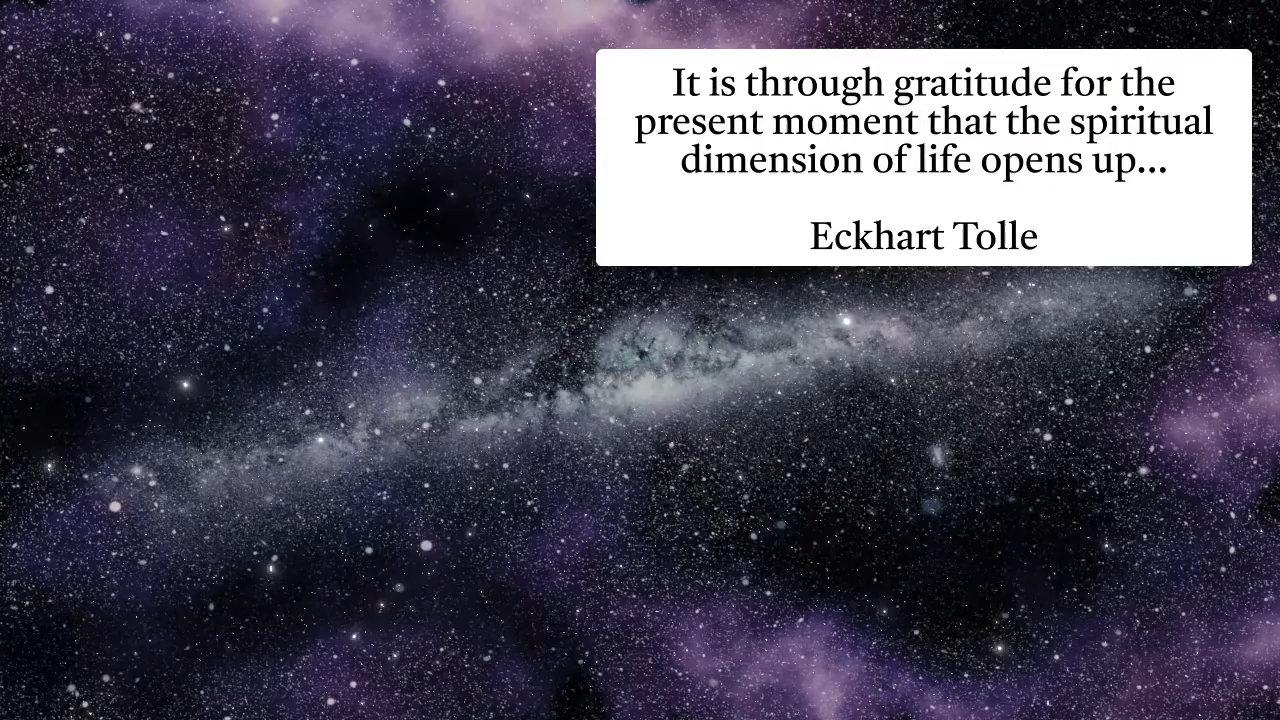 It is through gratitude for the
present moment that the spiritual
dimension of life opens up...
Eckhart Tolle